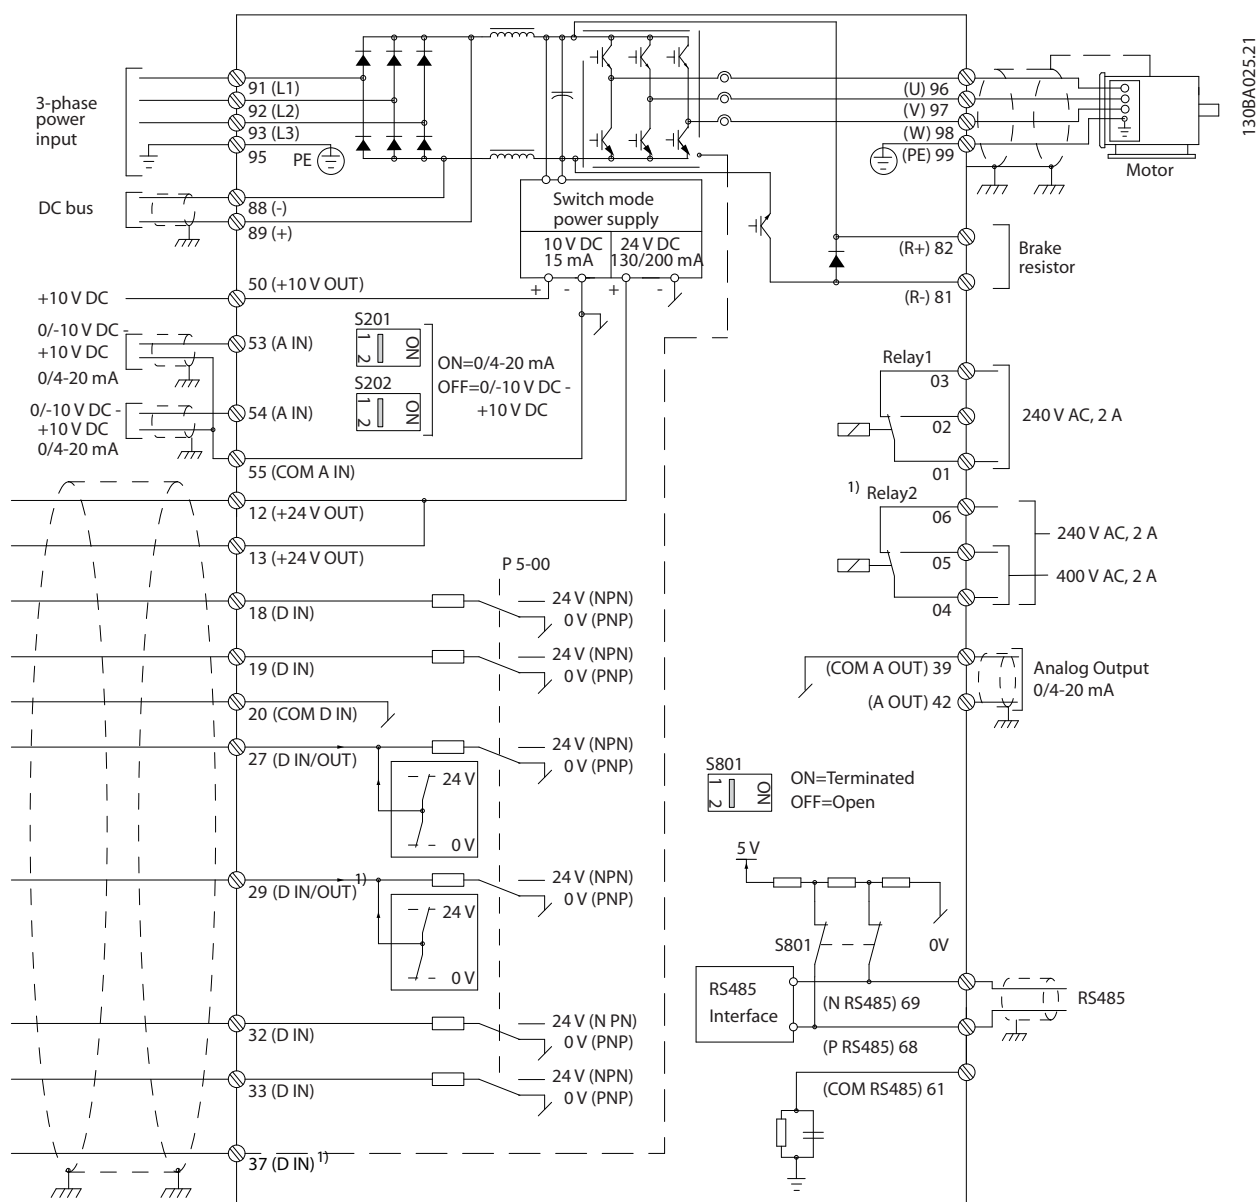 130BA025.21
3-phase
power
input
91 (L1)
92 (L2)
93 (L3)
95
PE
DC bus
88 (-)
89 (+)
Switch mode
power supply
10 V DC
15 mA
24 V DC
130/200 mA
+ - + -
(U) 96
(V) 97
(W) 98
(PE) 99
Motor
(R+) 82
(R-) 81
Brake
resistor
+10 V DC
50 (+10 V OUT)
0/-10 V DC -
+10 V DC
0/4-20 mA
53 (A IN)
0/-10 V DC -
+10 V DC
0/4-20 mA
54 (A IN)
55 (COM A IN)
S201
1 2
ON
S202
1 2
ON
ON=0/4-20 mA
OFF=0/-10 V DC -
+10 V DC
Relay1
03
02
01
240 V AC, 2 A
1) Relay2
06
05
04
240 V AC, 2 A
400 V AC, 2 A
12 (+24 V OUT)
13 (+24 V OUT)
P 5-00
18 (D IN)
24 V (NPN)
0 V (PNP)
19 (D IN)
24 V (NPN)
0 V (PNP)
20 (COM D IN)
27 (D IN/OUT)
24 V
0 V
24 V (NPN)
0 V (PNP)
29 (D IN/OUT) 1)
24 V
0 V
24 V (NPN)
0 V (PNP)
32 (D IN)
24 V (N PN)
0 V (PNP)
33 (D IN)
24 V (NPN)
0 V (PNP)
37 (D IN) 1)
(COM A OUT) 39
(A OUT) 42
Analog Output
0/4-20 mA
S801
1 2
ON
ON=Terminated
OFF=Open
5 V
S801
0V
RS485
Interface
(N RS485) 69
(P RS485) 68
(COM RS485) 61
RS485